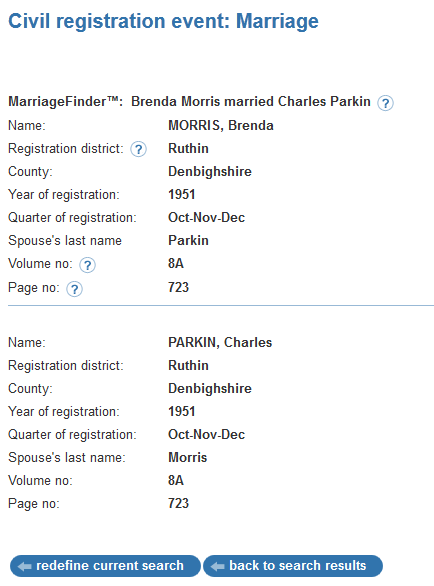 Civil registration event: Marriage
MarriageFinder™: Brenda Morris married Charles Parkin ?
Name: MORRIS, Brenda
Registration district: ? Ruthin
County: Denbighshire
Year of registration: 1951
Quarter of registration: Oct-Nov-Dec
Spouse's last name Parkin
Volume no: ? 8A
Page no: ? 723
Name: PARKIN, Charles
Registration district: Ruthin
County: Denbighshire
Year of registration: 1951
Quarter of registration: Oct-Nov-Dec
Spouse's last name: Morris
Volume no: 8A
Page no: 723
redefine current search back to search results